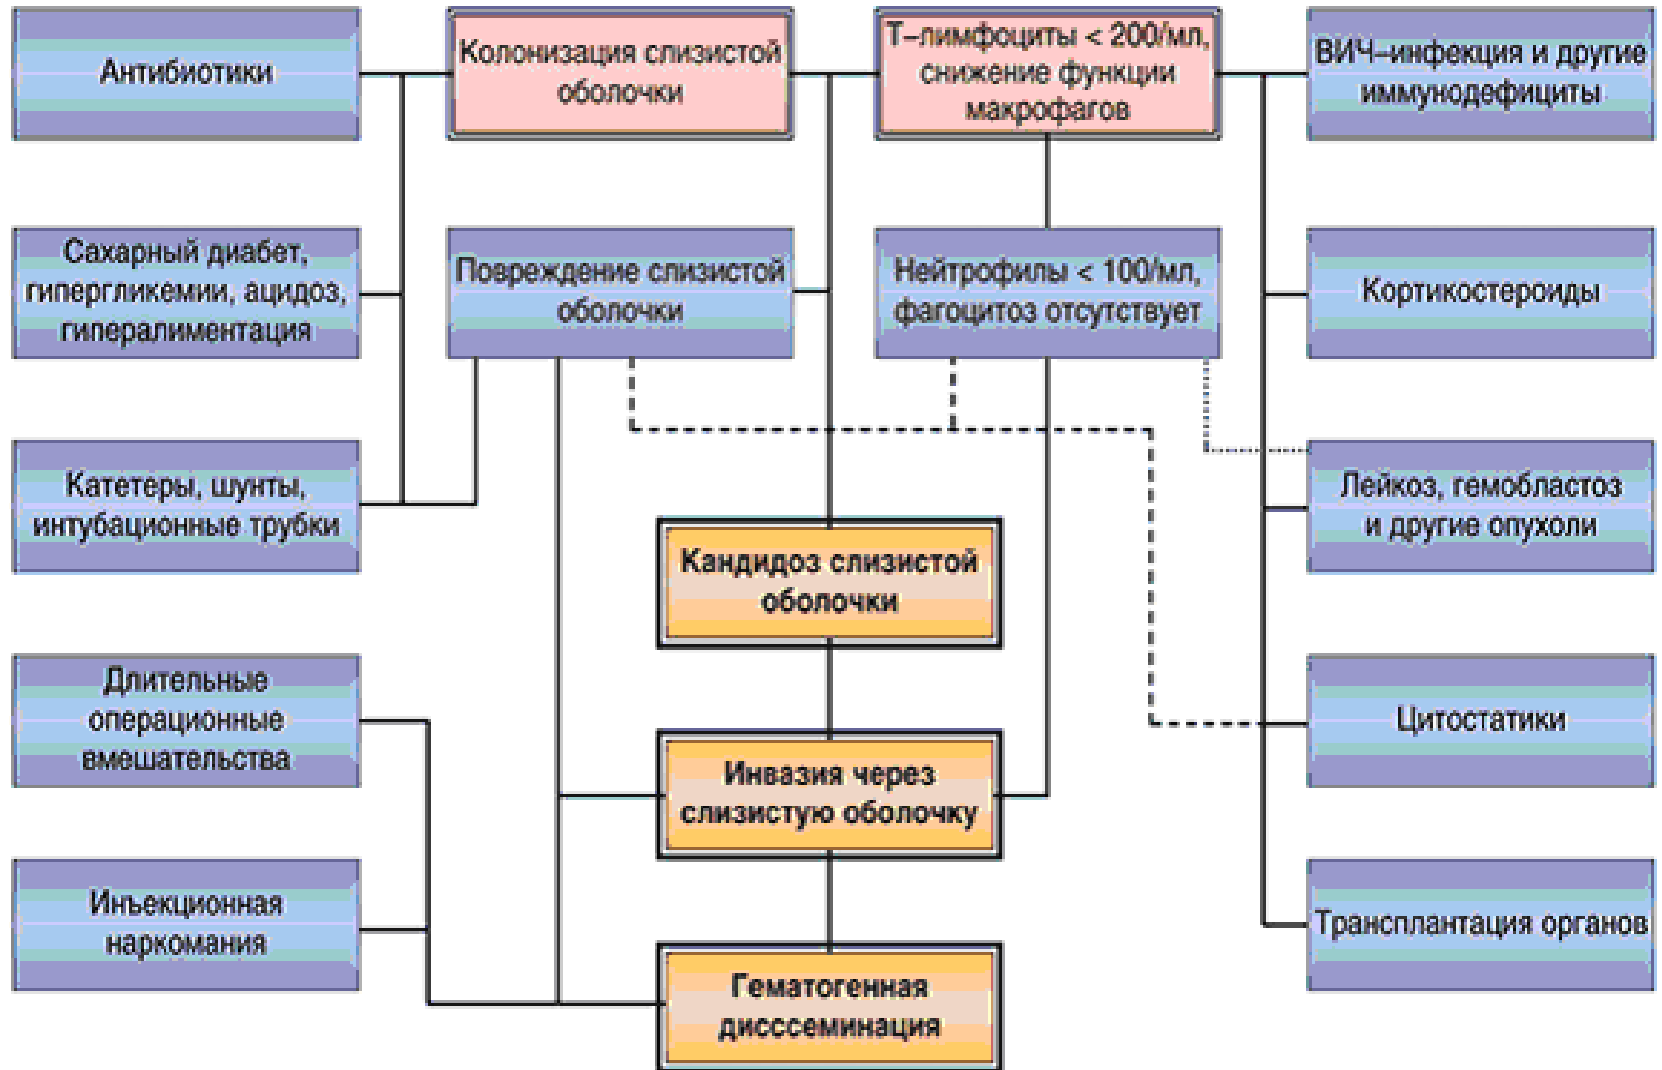 Антибиотики
Колонизация слизистой
оболочки
Т–лимфоциты < 200/мл,
снижение функции
макрофагов
ВИЧ–инфекция и другие
иммунодефициты
Сахарный диабет,
гипергликемии, ацидоз,
гипералиментация
Повреждение слизистой
оболочки
Нейтрофилы < 100/мл,
фагоцитоз отсутствует
Кортикостероиды
Катетеры, шунты,
интубационные трубки
Лейкоз, гемобластоз
и другие опухоли
Кандидоз слизистой
оболочки
Длительные
операционные
вмешательства
Инвазия через
слизистую оболочку
Цитостатики
Инъекционная
наркомания
Гематогенная
дисссеминация
Трансплантация органов